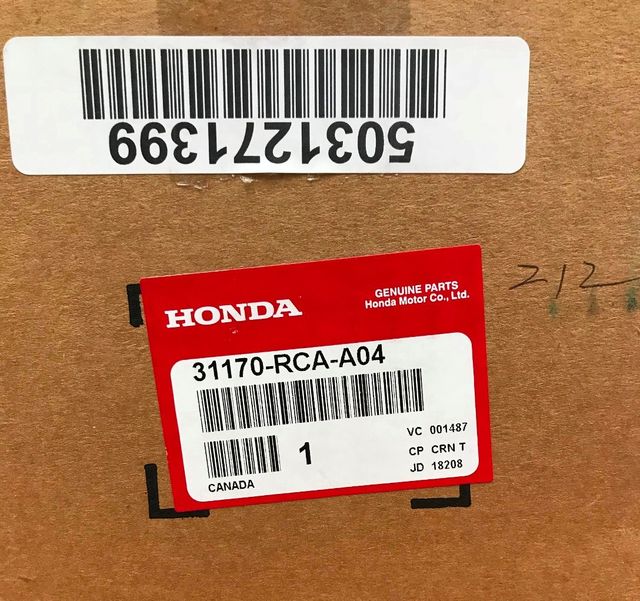 5031271399
HONDA
GENUINE PARTS
Honda Motor Co., Ltd.
31170-RCA-A04
1
VC 001487
CP CRN T
JD 18208
CANADA
212